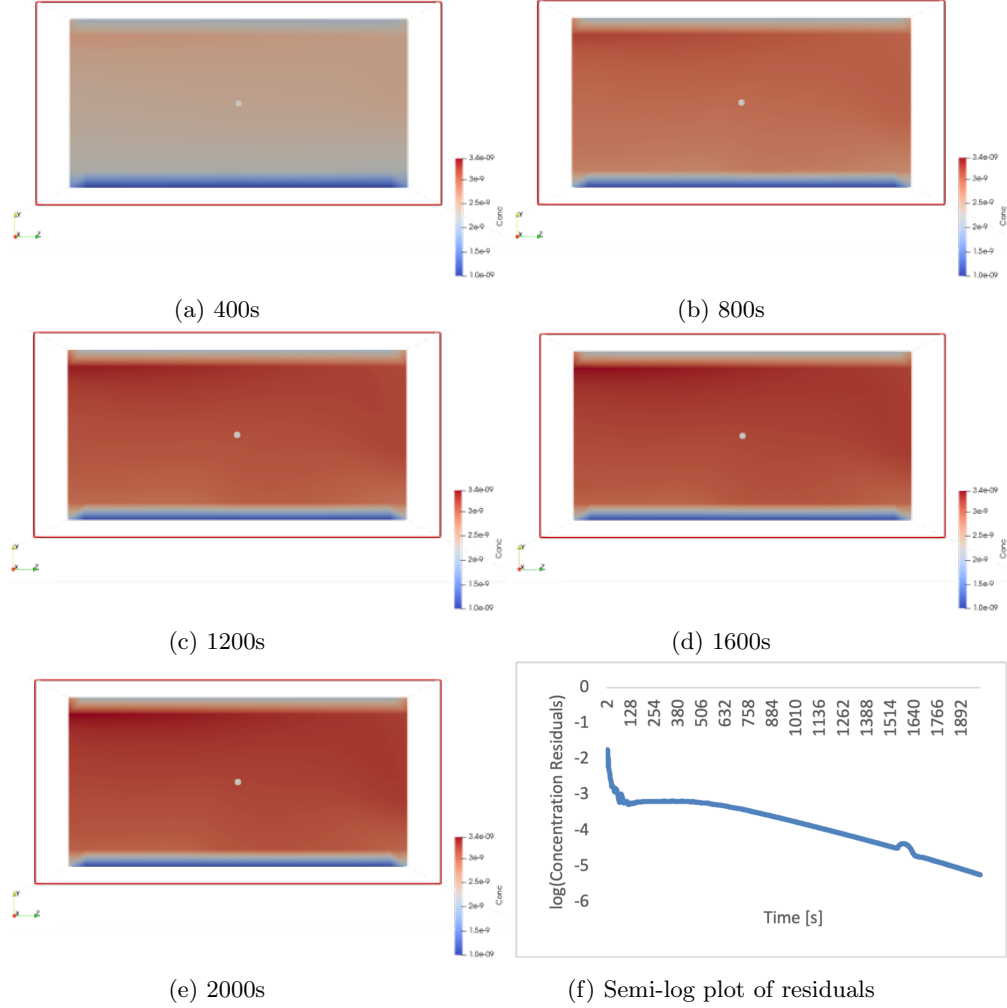 3.4e-09
3e-9
2.5e-9
2e-9
1.5e-9
1.0e-09
Conc
Y
X
Z
(a) 400s
3.4e-09
3e-9
2.5e-9
2e-9
1.5e-9
1.0e-09
Conc
Y
X
Z
(b) 800s
3.4e-09
3e-9
2.5e-9
2e-9
1.5e-9
1.0e-09
Conc
Y
X
Z
(c) 1200s
3.4e-09
3e-9
2.5e-9
2e-9
1.5e-9
1.0e-09
Conc
Y
X
Z
(d) 1600s
3.4e-09
3e-9
2.5e-9
2e-9
1.5e-9
1.0e-09
Conc
Y
X
Z
(e) 2000s
log(Concentration Residuals)
0
-1
-2
-3
-4
-5
-6
2 128 254 380 506 632 758 884 1010 1136 1262 1388 1514 1640 1766 1892
Time [s]
(f) Semi-log plot of residuals